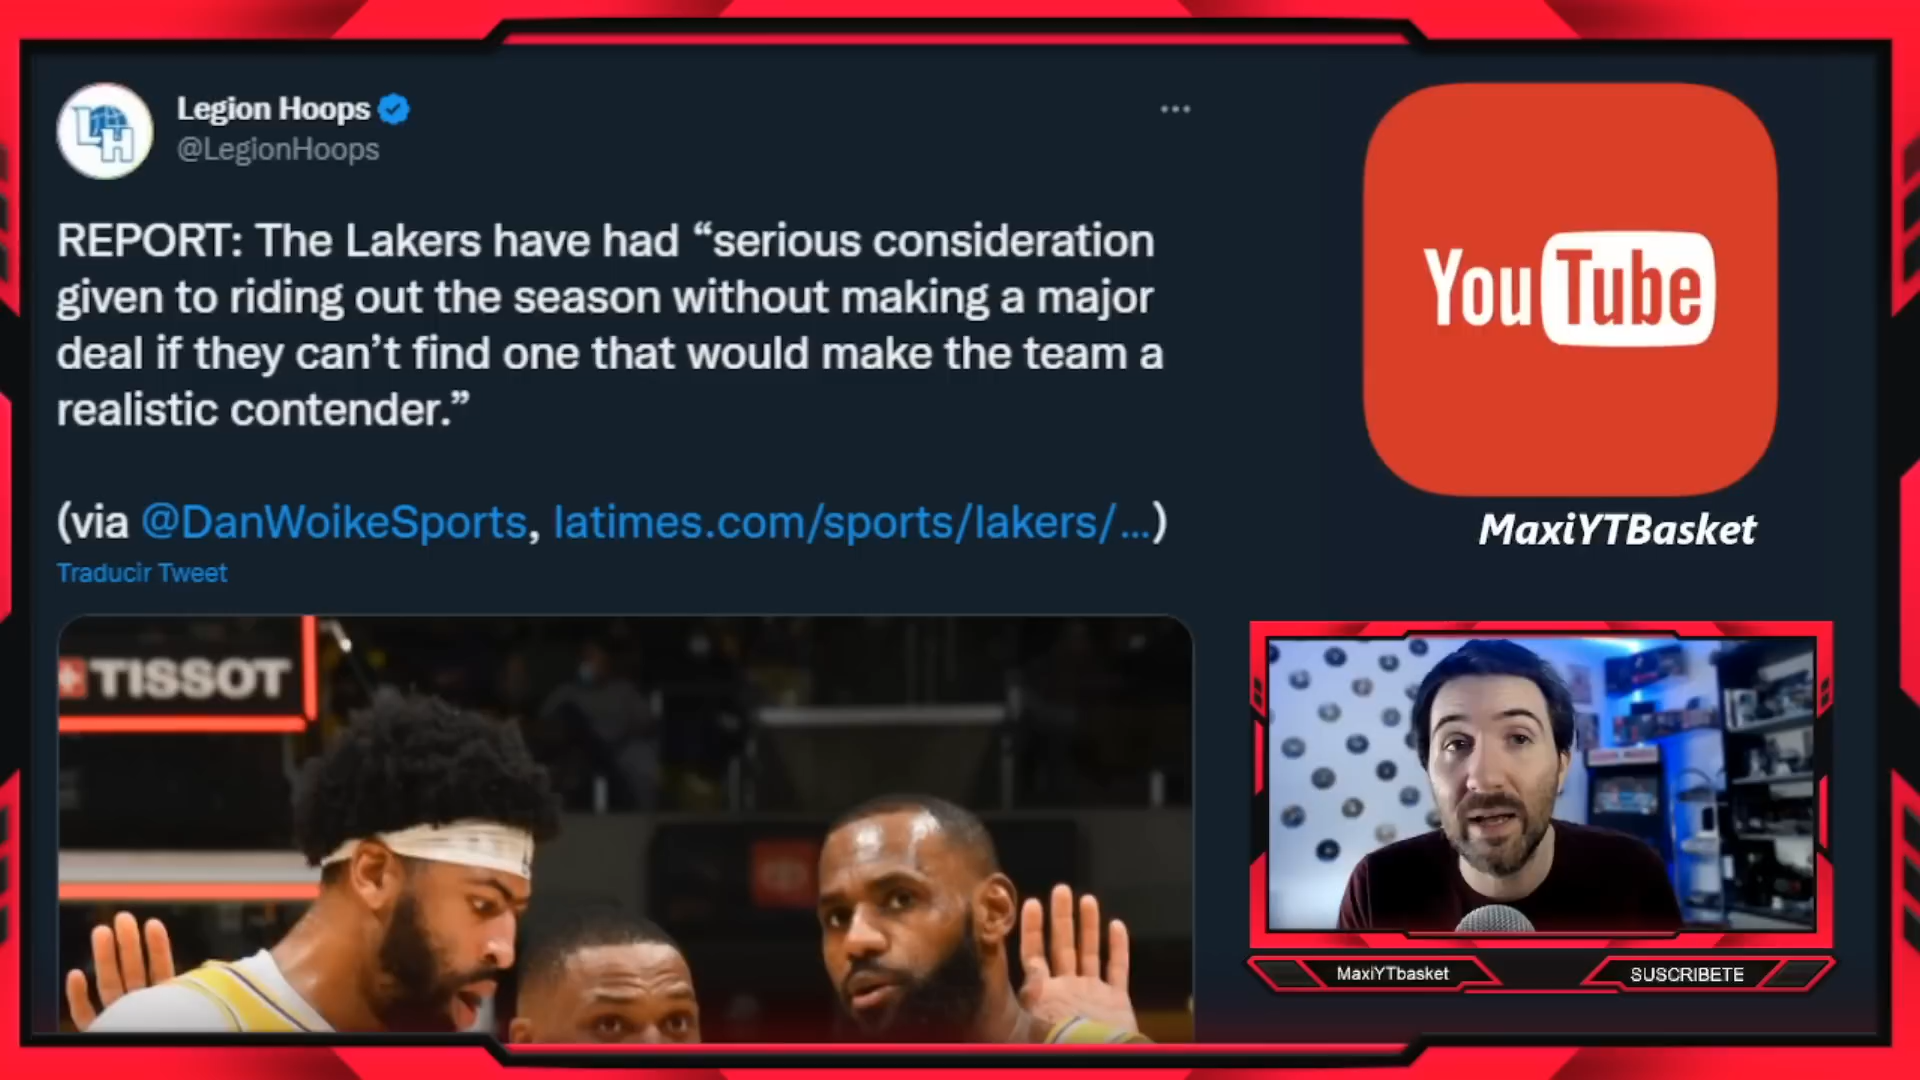 Legion Hoops
@LegionHoops
REPORT: The Lakers have had “serious consideration
given to riding out the season without making a major
deal if they can’t find one that would make the team a
realistic contender.”
(via @DanWoikeSports, latimes.com/sports/lakers/…)
Traducir Tweet
TISSOT
YouTube
MaxiYTBasket
MaxiYTbasket
SUSCRIBETE
LH